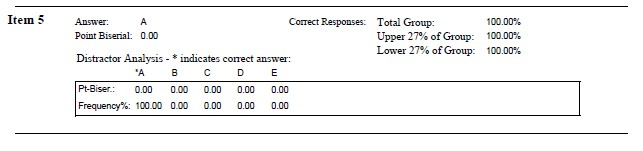 Item 5 Answer: A Correct Responses: Total Group: 100.00%
Point Biserial: 0.00 Upper 27% of Group: 100.00%
Lower 27% of Group: 100.00%
Distractor Analysis - * indicates correct answer:
*A B C D E
Pt-Biser.: 0.00 0.00 0.00 0.00 0.00
Frequency%: 100.00 0.00 0.00 0.00 0.00